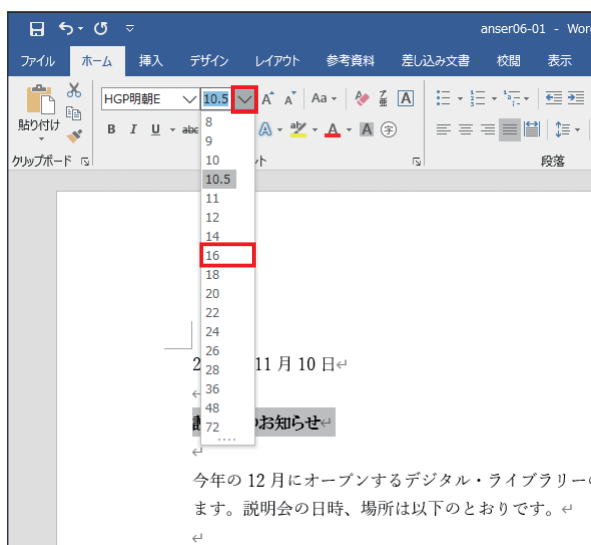 anser06-01 - Wor
ファイル ホーム 挿入 デザイン レイアウト 参考資料 差し込み文書 校閲 表示
貼り付け
HGP明朝E 10.5 A A Aa A
B I U abc A A A 字
クリップボード ト 段落
8
9
10
10.5
11
12
14
16
18
20
22
24
26
28
36
48
72
2 11 月 10 日
のお知らせ
今年の 12 月にオープンするデジタル・ライブラリーの
ます。説明会の日時、場所は以下のとおりです。